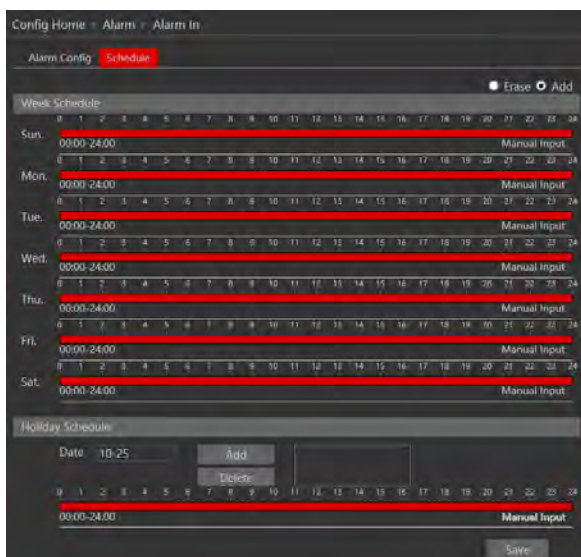 Config Home Alarm Alarm In
Alarm Config Schedule
Erase Add
Week Schedule
0 1 2 3 4 5 6 7 8 9 10 11 12 13 14 15 16 17 18 19 20 21 22 23 24
Sun.
00:00-24:00 Manual Input
0 1 2 3 4 5 6 7 8 9 10 11 12 13 14 15 16 17 18 19 20 21 22 23 24
Mon.
00:00-24:00 Manual Input
0 1 2 3 4 5 6 7 8 9 10 11 12 13 14 15 16 17 18 19 20 21 22 23 24
Tue.
00:00-24:00 Manual Input
0 1 2 3 4 5 6 7 8 9 10 11 12 13 14 15 16 17 18 19 20 21 22 23 24
Wed.
00:00-24:00 Manual Input
0 1 2 3 4 5 6 7 8 9 10 11 12 13 14 15 16 17 18 19 20 21 22 23 24
Thu.
00:00-24:00 Manual Input
0 1 2 3 4 5 6 7 8 9 10 11 12 13 14 15 16 17 18 19 20 21 22 23 24
Fri.
00:00-24:00 Manual Input
0 1 2 3 4 5 6 7 8 9 10 11 12 13 14 15 16 17 18 19 20 21 22 23 24
Sat.
00:00-24:00 Manual Input
Holiday Schedule
Date 10-25 Add
Delete
0 1 2 3 4 5 6 7 8 9 10 11 12 13 14 15 16 17 18 19 20 21 22 23 24
00:00-24:00 Manual Input
Save